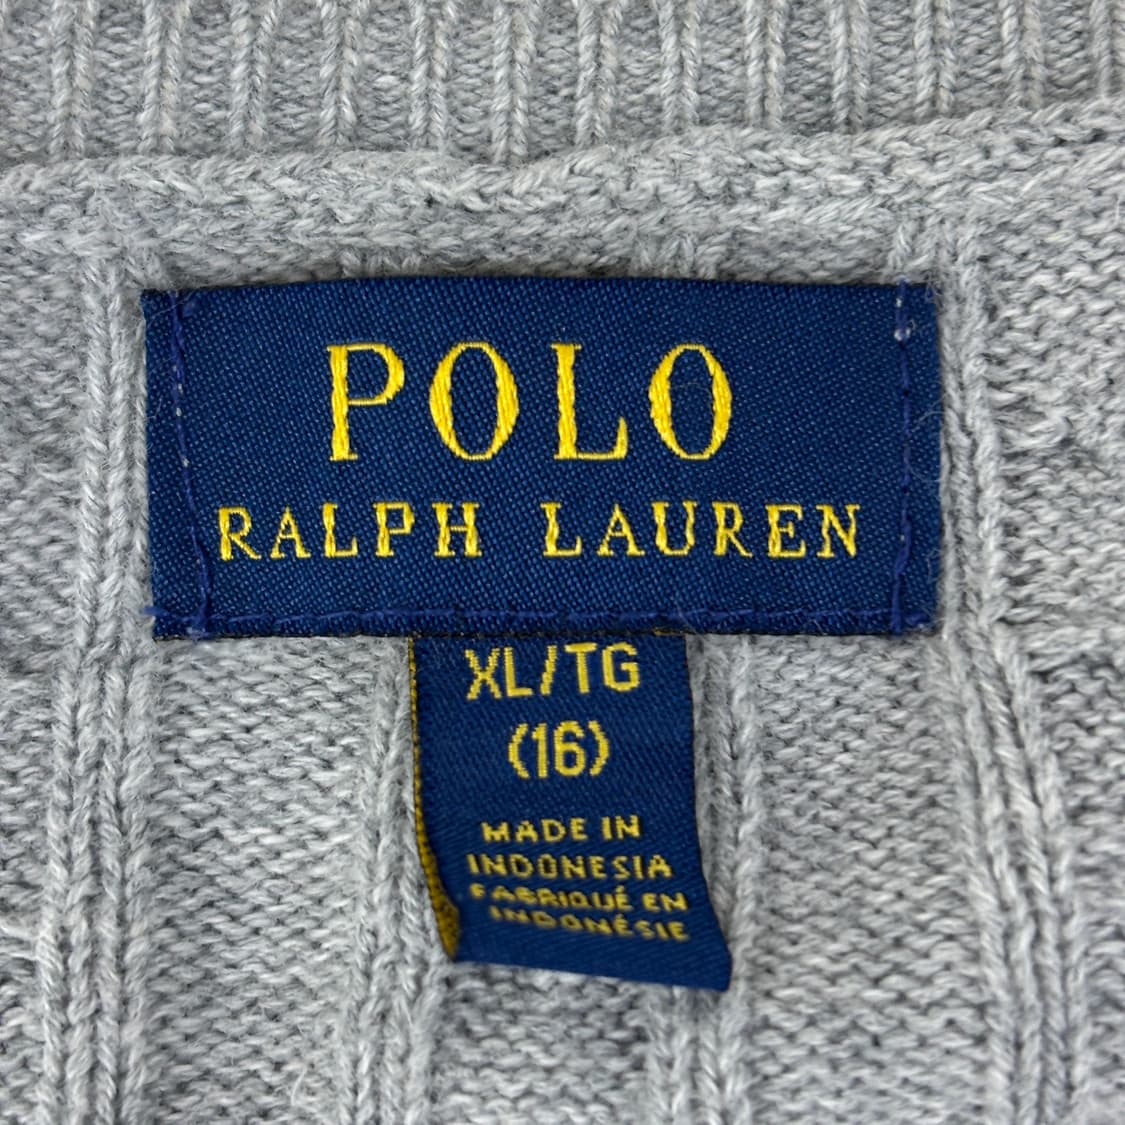 POLO
RALPH LAUREN
XL/TG
(16)
MADE IN
INDONESIA
FABRIQUÉ EN
INDONÉSIE